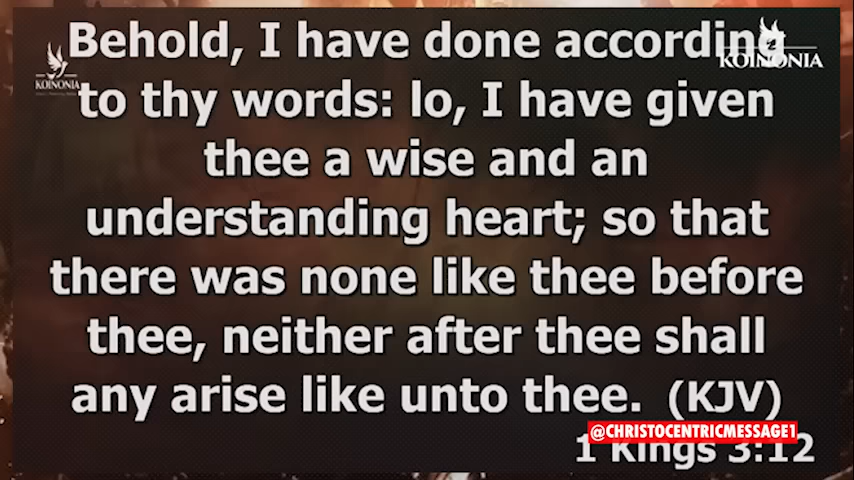 Behold, I have done according
KOINONIA
KOINONIA
to thy words: lo, I have given
thee a wise and an
understanding heart; so that
there was none like thee before
thee, neither after thee shall
any arise like unto thee. (KJV)
@CHRISTOCENTRICMESSAGE1
1 Kings 3:12